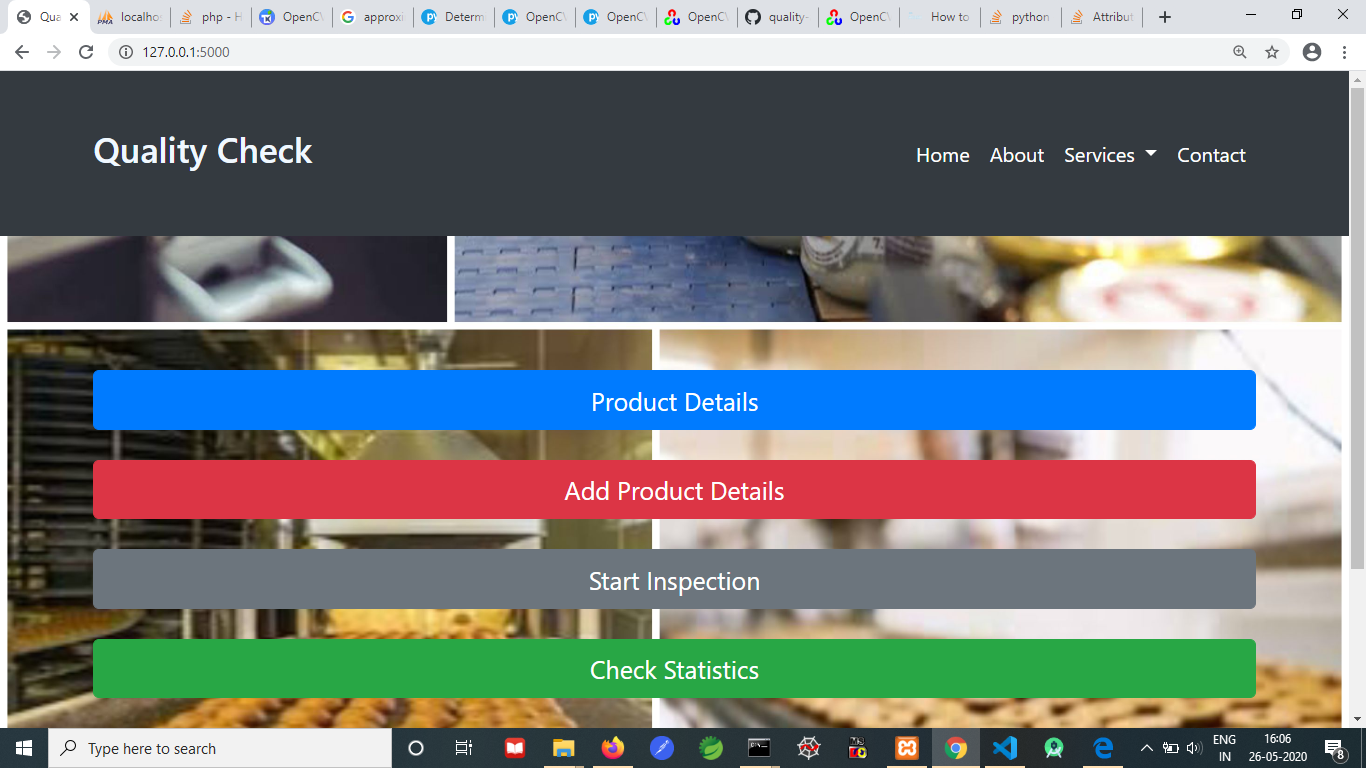 Qua
localhos
php - H
OpenCV
approxi
Determ
OpenCV
OpenCV
OpenCV
quality-
OpenCV
How to
python
Attribut
127.0.0.1:5000
Quality Check
Home About Services Contact
Product Details
Add Product Details
Start Inspection
Check Statistics
Type here to search
ENG
IN
16:06
26-05-2020
8